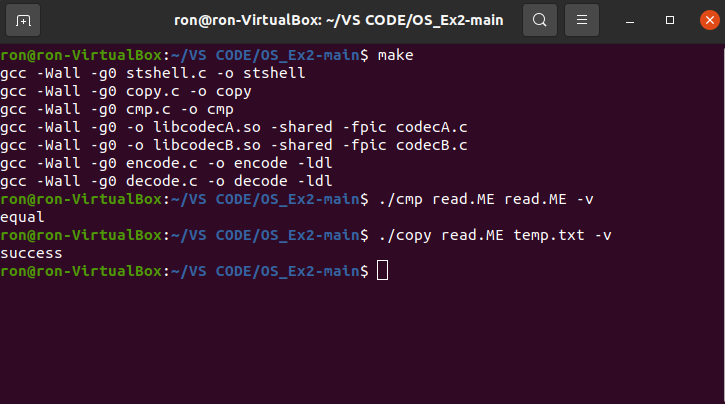 ron@ron-VirtualBox: ~/VS CODE/OS_Ex2-main
ron@ron-VirtualBox:~/VS CODE/OS_Ex2-main$ make
gcc -Wall -g0 stshell.c -o stshell
gcc -Wall -g0 copy.c -o copy
gcc -Wall -g0 cmp.c -o cmp
gcc -Wall -g0 -o libcodecA.so -shared -fpic codecA.c
gcc -Wall -g0 -o libcodecB.so -shared -fpic codecB.c
gcc -Wall -g0 encode.c -o encode -ldl
gcc -Wall -g0 decode.c -o decode -ldl
ron@ron-VirtualBox:~/VS CODE/OS_Ex2-main$ ./cmp read.ME read.ME -v
equal
ron@ron-VirtualBox:~/VS CODE/OS_Ex2-main$ ./copy read.ME temp.txt -v
success
ron@ron-VirtualBox:~/VS CODE/OS_Ex2-main$